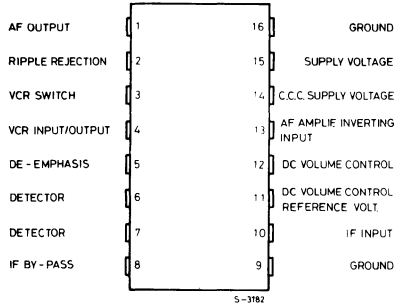 AF OUTPUT 1 16 GROUND
RIPPLE REJECTION 2 15 SUPPLY VOLTAGE
VCR SWITCH 3 14 C.C.C. SUPPLY VOLTAGE
VCR INPUT/OUTPUT 4 13 AF AMPLIF INVERTING
INPUT
DE-EMPHASIS 5 12 DC VOLUME CONTROL
DETECTOR 6 11 DC VOLUME CONTROL
REFERENCE VOLT.
DETECTOR 7 10 IF INPUT
IF BY-PASS 8 9 GROUND
S-3182